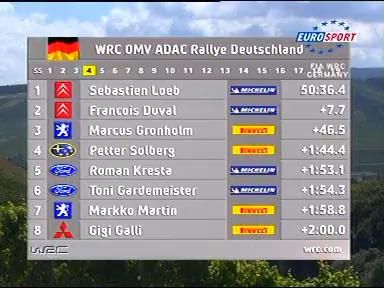 EUROSPORT
WRC OMV ADAC Rallye Deutschland
SS 1 2 3 4 5 6 7 8 9 10 11 12 13 14 15 16 17 18 19
FIA WRC
GERMANY
1 Sebastien Loeb MICHELIN 50:36.4
2 Francois Duval MICHELIN +7.7
3 Marcus Gronholm PIRELLI +46.5
4 Petter Solberg PIRELLI +1:44.4
5 Ford Roman Kresta MICHELIN +1:53.1
6 Ford Toni Gardemeister MICHELIN +1:54.3
7 Markko Martin PIRELLI +1:58.8
8 Gigi Galli PIRELLI +2:00.0
WRC wrc.com